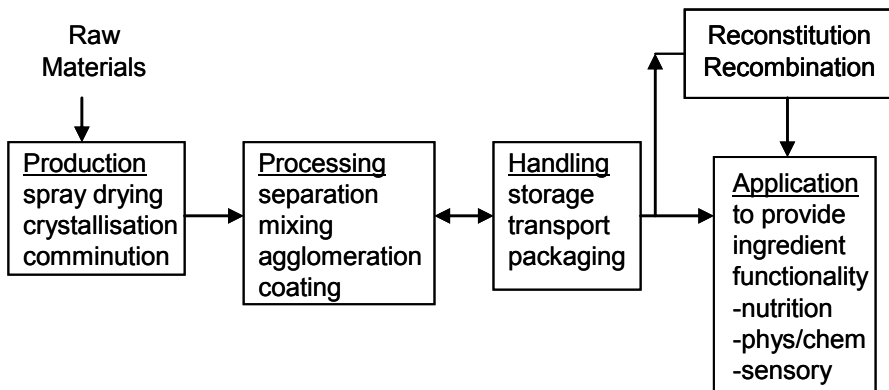 Raw
Materials
Production
spray drying
crystallisation
comminution
Processing
separation
mixing
agglomeration
coating
Handling
storage
transport
packaging
Reconstitution
Recombination
Application
to provide
ingredient
functionality
-nutrition
-phys/chem
-sensory